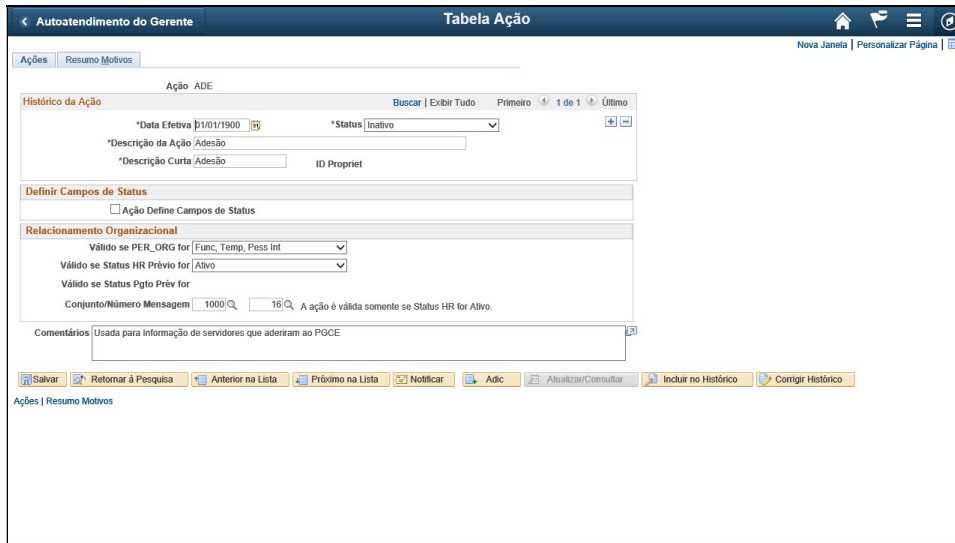 Autoatendimento do Gerente Tabela Ação
Nova Janela | Personalizar Página |
Ações Resumo Motivos
Ação ADE
Histórico da Ação Buscar | Exibir Tudo Primeiro 1 de 1 Último
*Data Efetiva 01/01/1900 *Status Inativo
*Descrição da Ação Adesão
*Descrição Curta Adesão ID Propriet
Definir Campos de Status
Ação Define Campos de Status
Relacionamento Organizacional
Válido se PER_ORG for Func, Temp, Pess Int
Válido se Status HR Prévio for Ativo
Válido se Status Pgto Prév for
Conjunto/Número Mensagem 1000 16 A ação é válida somente se Status HR for Ativo.
Comentários Usada para Informação de servidores que aderiram ao PGCE
Salvar Retornar à Pesquisa Anterior na Lista Próximo na Lista Notificar Adic Atualizar/Consultar Incluir no Histórico Corrigir Histórico
Ações | Resumo Motivos